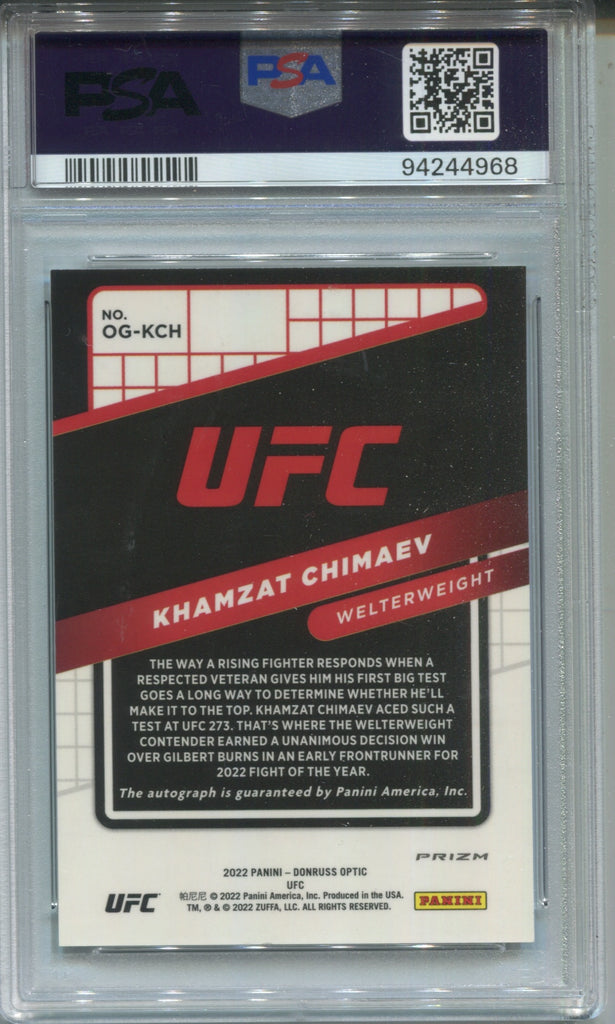 PSA
PSA
94244968
NO.
OG-KCH
UFC
KHAMZAT CHIMAEV
WELTERWEIGHT
THE WAY A RISING FIGHTER RESPONDS WHEN A
RESPECTED VETERAN GIVES HIM HIS FIRST BIG TEST
GOES A LONG WAY TO DETERMINE WHETHER HE'LL
MAKE IT TO THE TOP. KHAMZAT CHIMAEV ACED SUCH A
TEST AT UFC 273. THAT'S WHERE THE WELTERWEIGHT
CONTENDER EARNED A UNANIMOUS DECISION WIN
OVER GILBERT BURNS IN AN EARLY FRONTRUNNER FOR
2022 FIGHT OF THE YEAR.
The autograph is guaranteed by Panini America, Inc.
PRIZM
2022 PANINI – DONRUSS OPTIC
UFC
UFC
帕尼尼 © 2022 Panini America, Inc. Produced in the USA.
TM, ® & © 2022 ZUFFA, LLC. ALL RIGHTS RESERVED.
PANINI